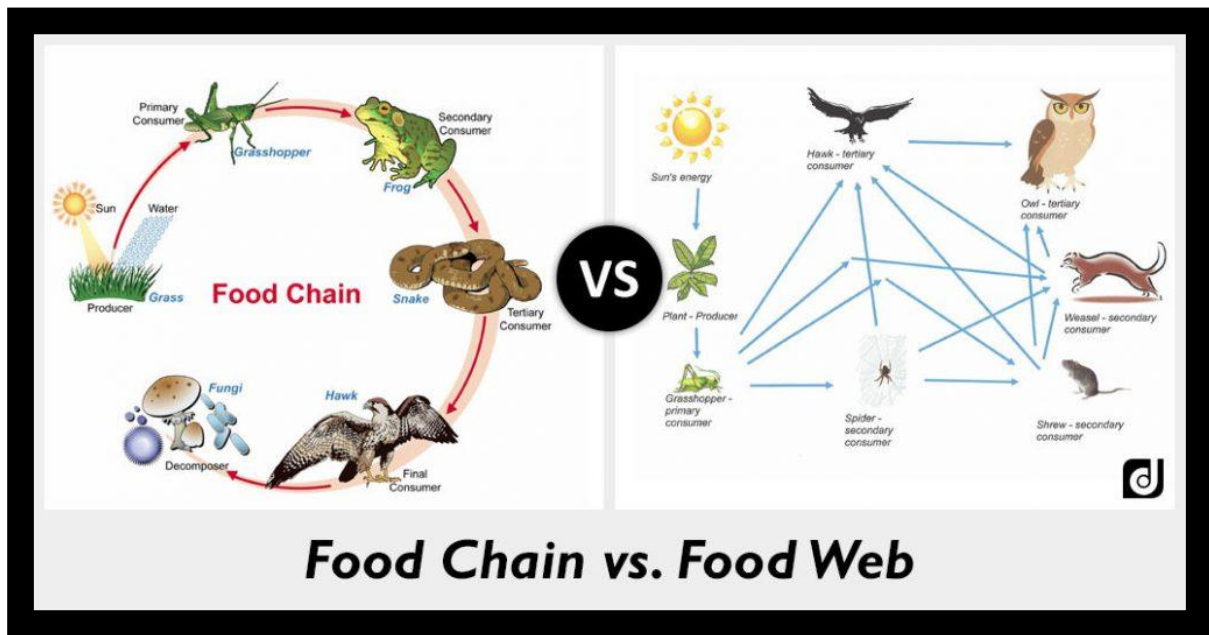 Primary
Consumer
Grasshopper
Secondary
Consumer
Frog
Sun
Water
Grass
Producer
Food Chain
Snake
Tertiary
Consumer
Hawk
Final
Consumer
Fungi
Decomposer
VS
Sun's energy
Hawk - tertiary
consumer
Owl - tertiary
consumer
Plant - Producer
Weasel - secondary
consumer
Grasshopper -
primary
consumer
Spider -
secondary
consumer
Shrew - secondary
consumer
d
Food Chain vs. Food Web